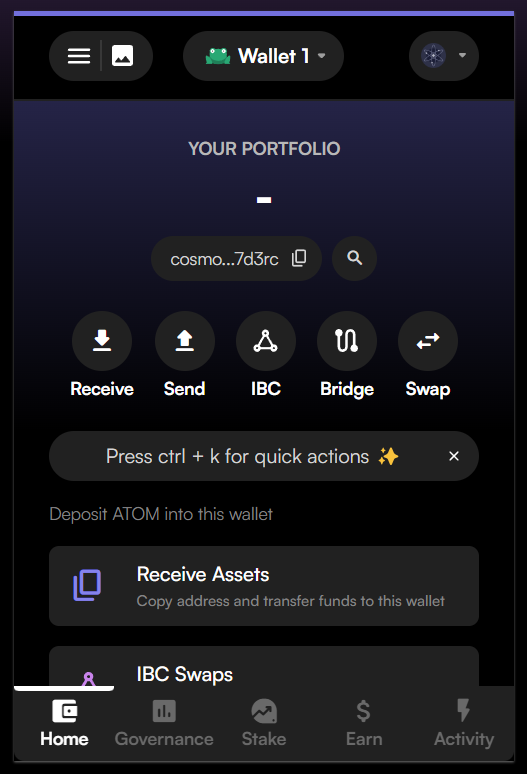 Wallet 1
YOUR PORTFOLIO
-
cosmo...7d3rc
Receive Send IBC Bridge Swap
Press ctrl + k for quick actions ✨ ×
Deposit ATOM into this wallet
Receive Assets
Copy address and transfer funds to this wallet
IBC Swaps
Home Governance Stake Earn Activity